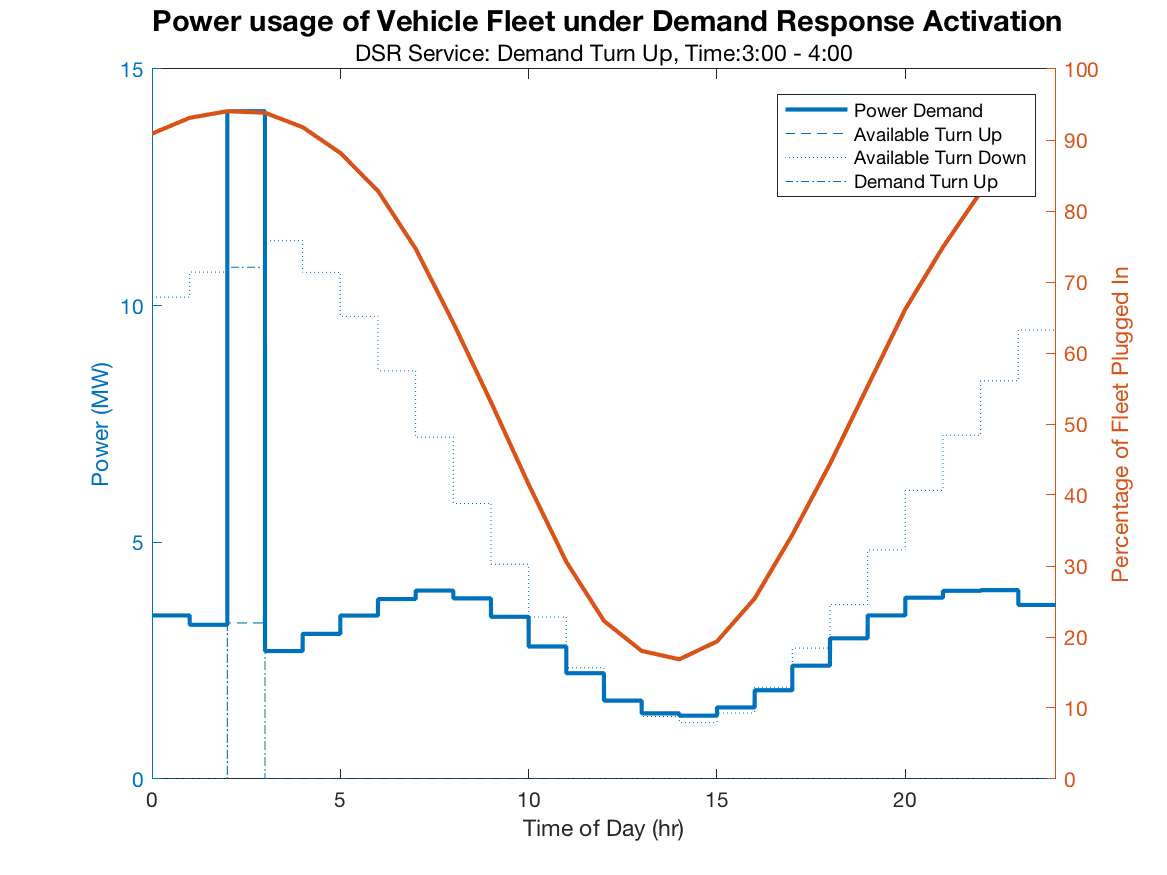 Power usage of Vehicle Fleet under Demand Response Activation
DSR Service: Demand Turn Up, Time:3:00 - 4:00
Power Demand
Available Turn Up
Available Turn Down
Demand Turn Up
Power (MW)
15
10
5
0
Percentage of Fleet Plugged In
100
90
80
70
60
50
40
30
20
10
0
0 5 10 15 20
Time of Day (hr)